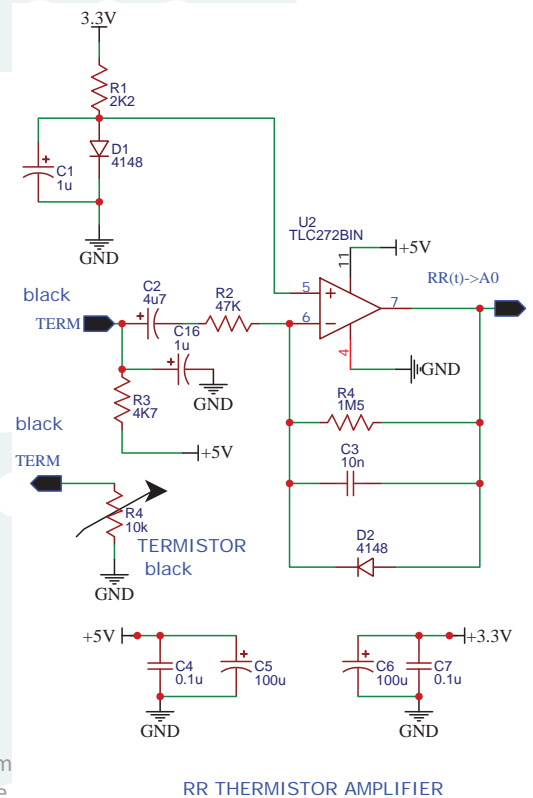 3.3V
R1
2K2
D1
4148
C1
1u
GND
U2
TLC272BIN
11
+5V
RR(t)->A0
5
+
7
6
-
4
GND
black
C2
4u7
R2
47K
TERM
C16
1u
+
+
GND
R3
4K7
+5V
R4
1M5
C3
10n
D2
4148
black
TERM
R4
10k
TERMISTOR
black
GND
+5V
C4
0.1u
+
C5
100u
GND
+
C6
100u
C7
0.1u
+3.3V
GND
m
e
RR THERMISTOR AMPLIFIER